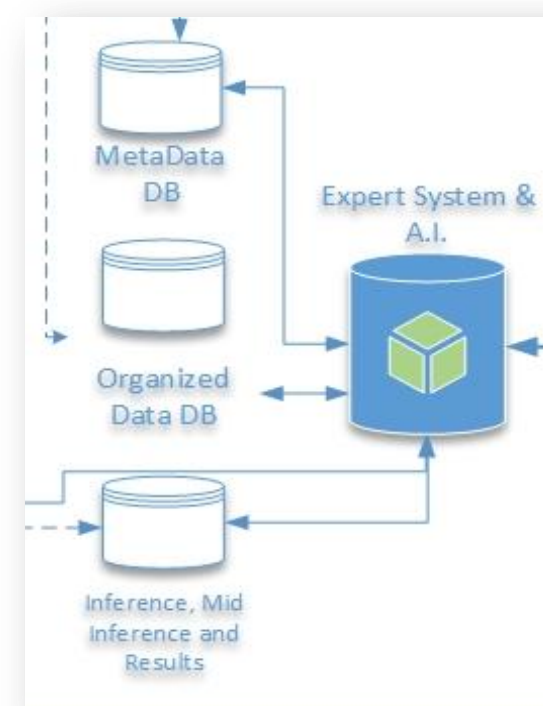 MetaData
DB
Expert System &
A.I.
Organized
Data DB
Inference, Mid
Inference and
Results